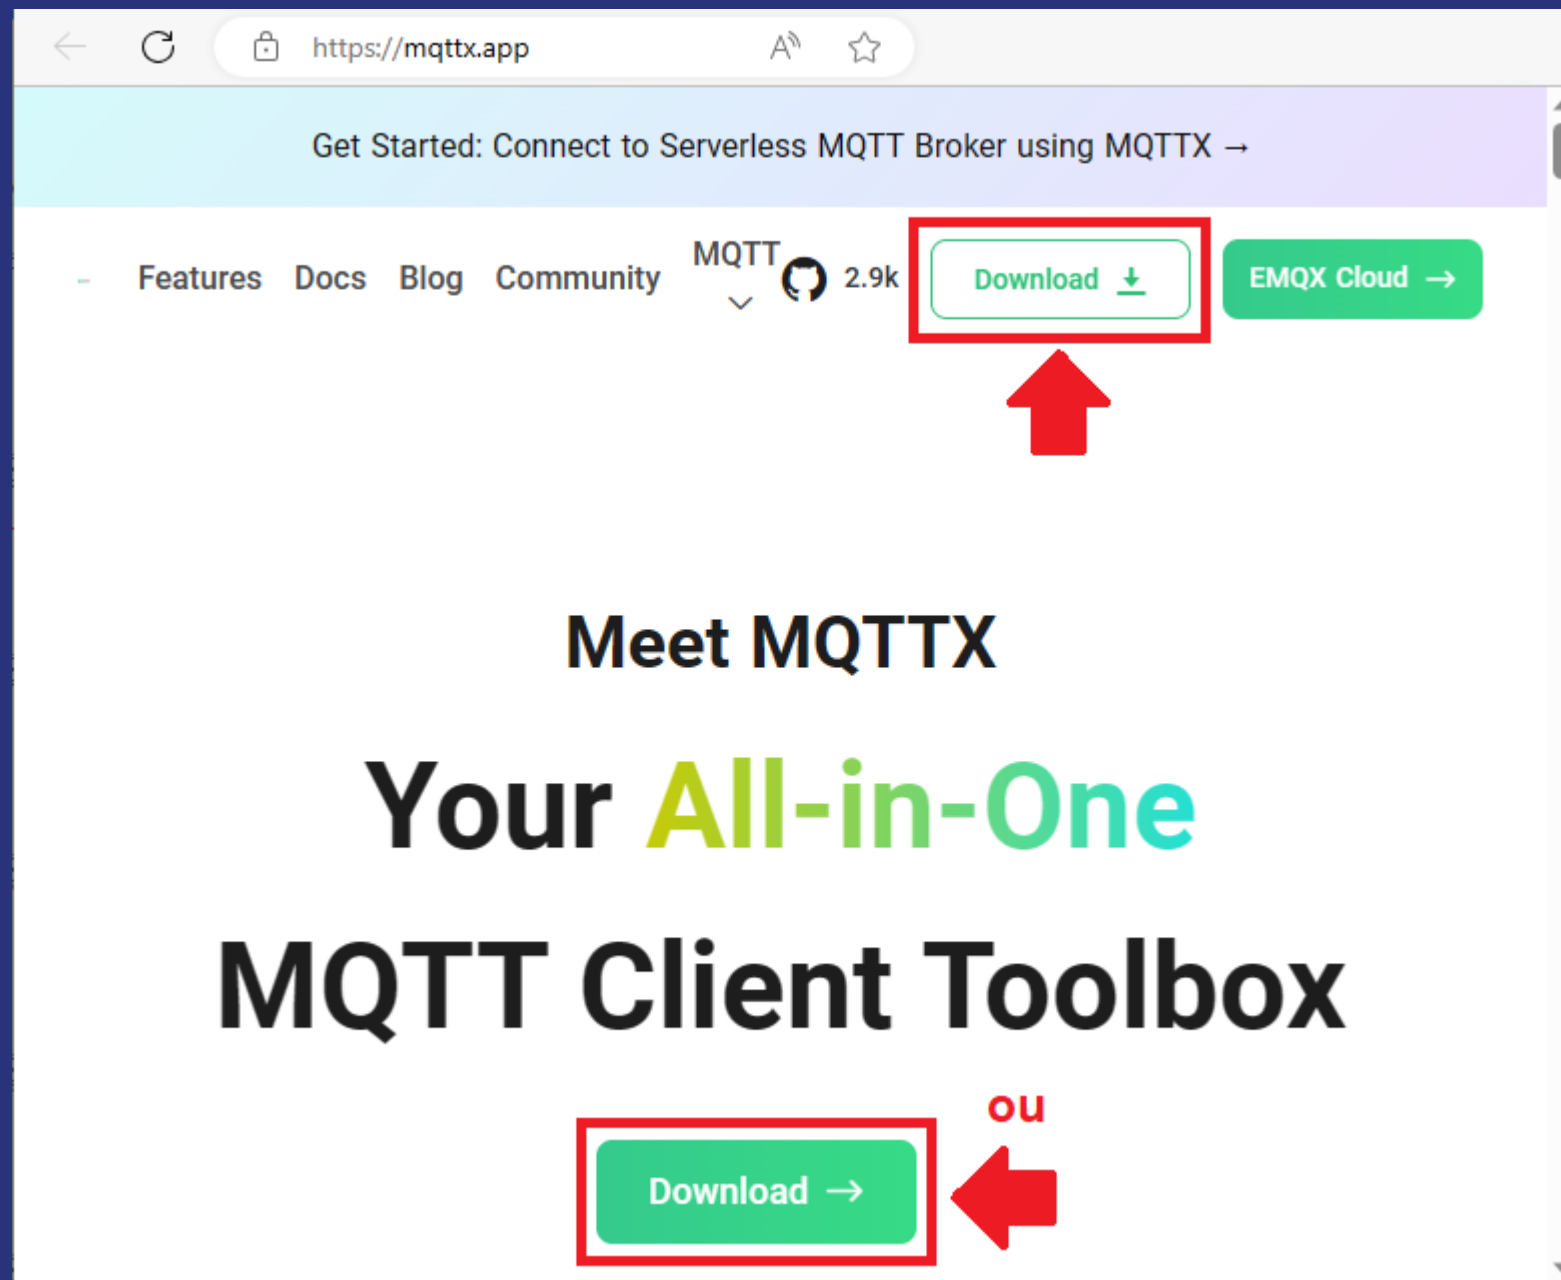 https://mqttx.app
Get Started: Connect to Serverless MQTT Broker using MQTTX →
Features Docs Blog Community MQTT 2.9k Download EMQX Cloud →
Meet MQTTX
Your All-in-One
MQTT Client Toolbox
ou
Download →